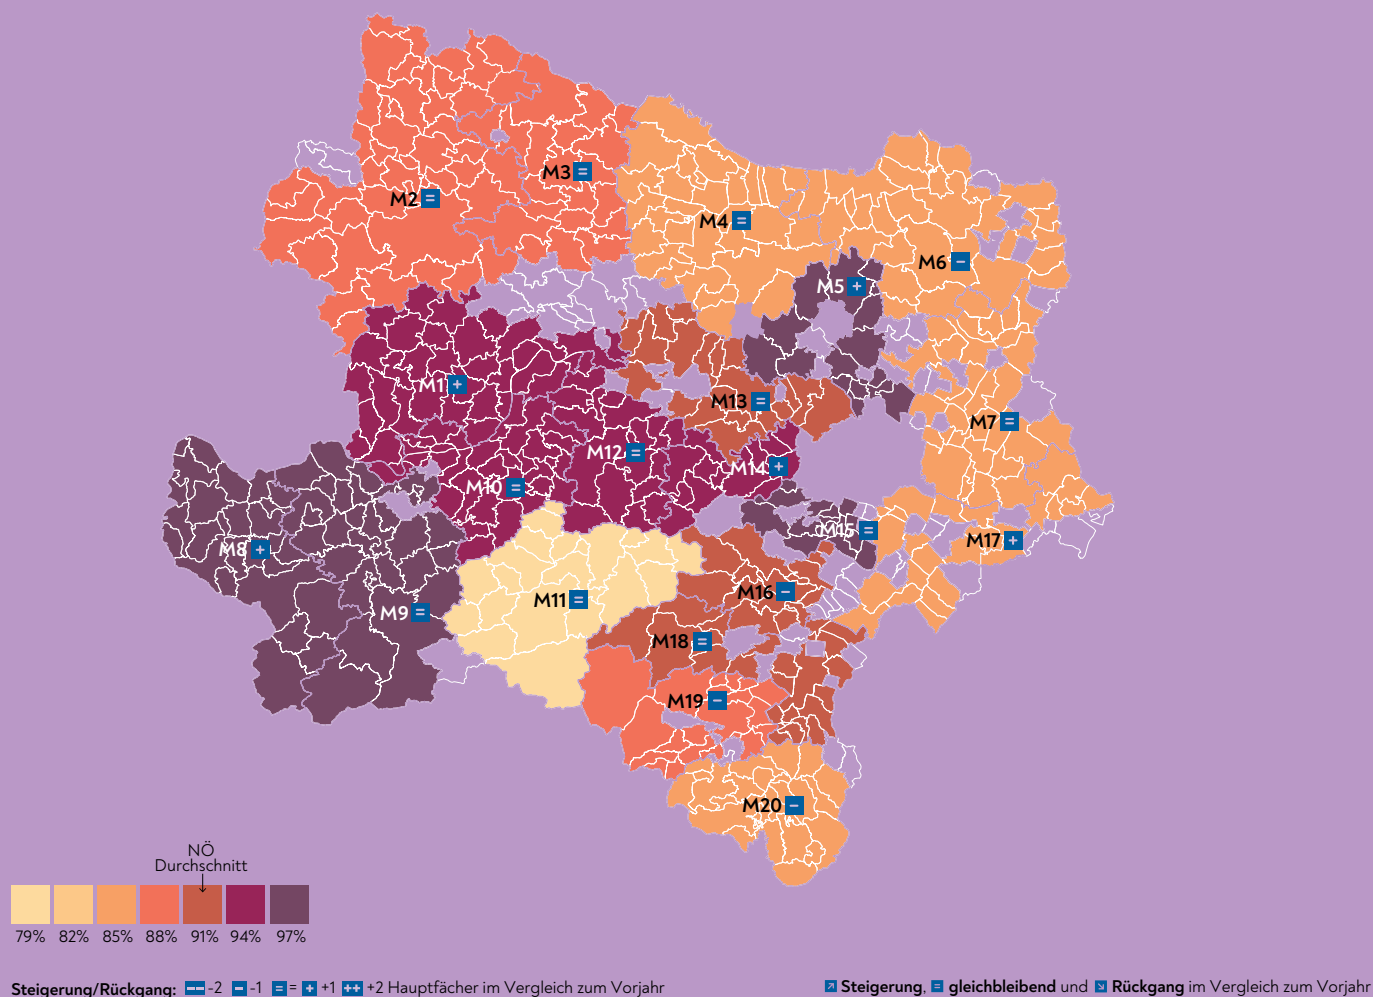 M3 =
M2 =
M4 =
M6 −
M5 +
M1 +
M13 =
M7 =
M12 =
M14 +
M10 =
M15 =
M17 +
M8 +
M16 −
M11 =
M9 =
M18 =
M19 −
M20 −
NÖ
Durchschnitt
79% 82% 85% 88% 91% 94% 97%
Steigerung/Rückgang: −− -2 − -1 = = + +1 ++ +2 Hauptfächer im Vergleich zum Vorjahr
↗ Steigerung, = gleichbleibend und ↘ Rückgang im Vergleich zum Vorjahr